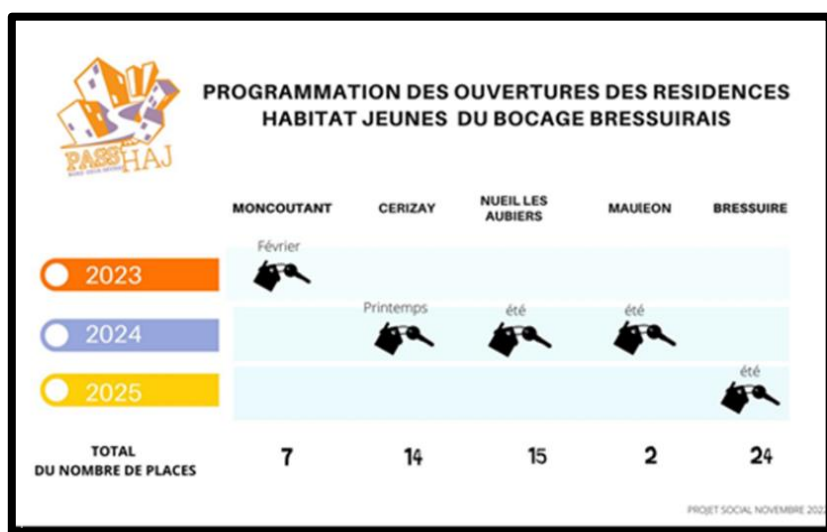 PROGRAMMATION DES OUVERTURES DES RESIDENCES
HABITAT JEUNES DU BOCAGE BRESSUIRAIS
PASS HAJ
MONCOUTANT CERIZAY NUEIL LES AUBIERS MAUlEON BRESSUIRE
Février
2023
Printemps été été
2024
été
2025
TOTAL
DU NOMBRE DE PLACES
7 14 15 2 24
PROJET SOCIAL NOVEMBRE